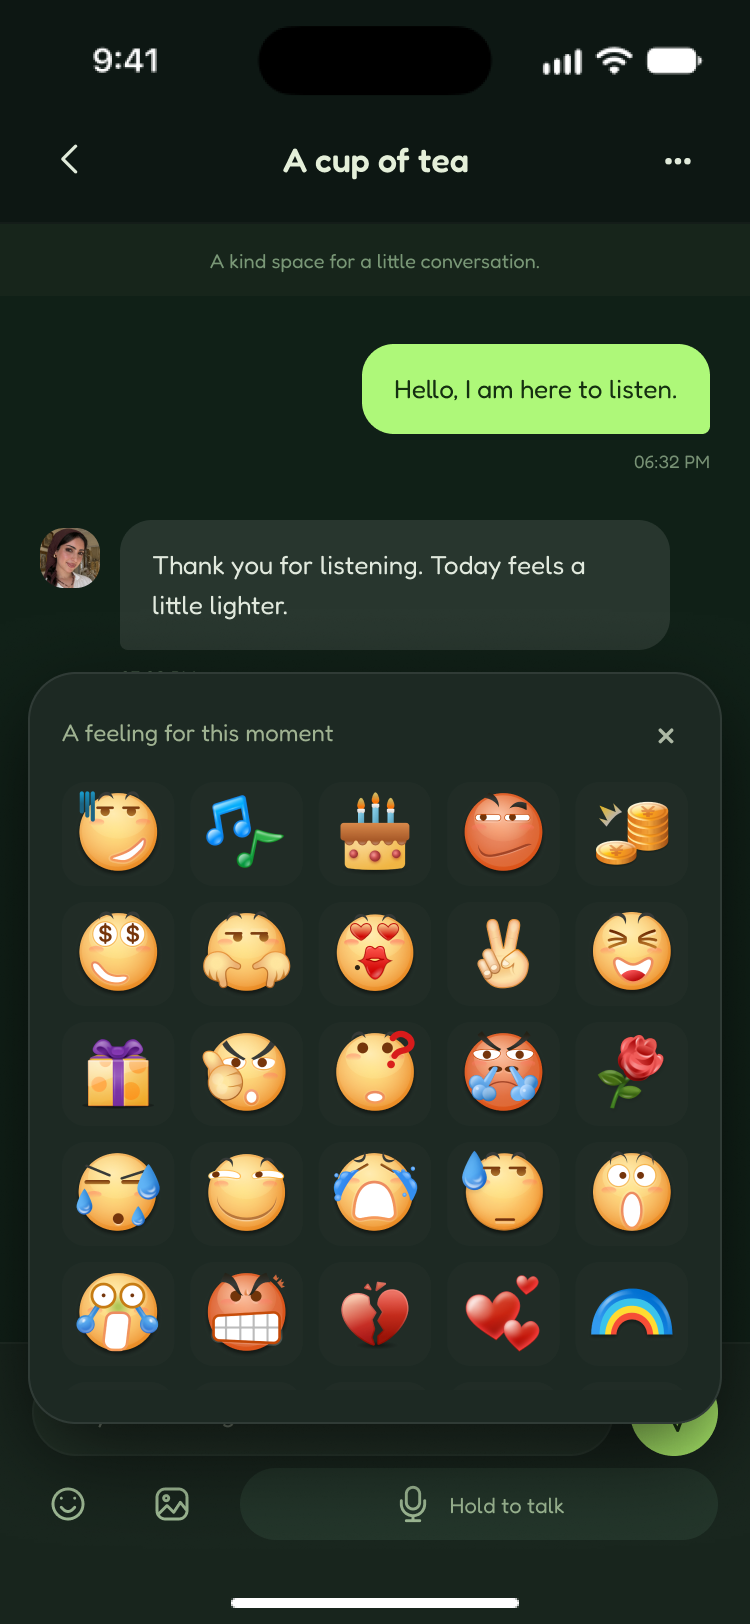 9:41
A cup of tea
A kind space for a little conversation.
Hello, I am here to listen.
06:32 PM
Thank you for listening. Today feels a
little lighter.
A feeling for this moment
Hold to talk